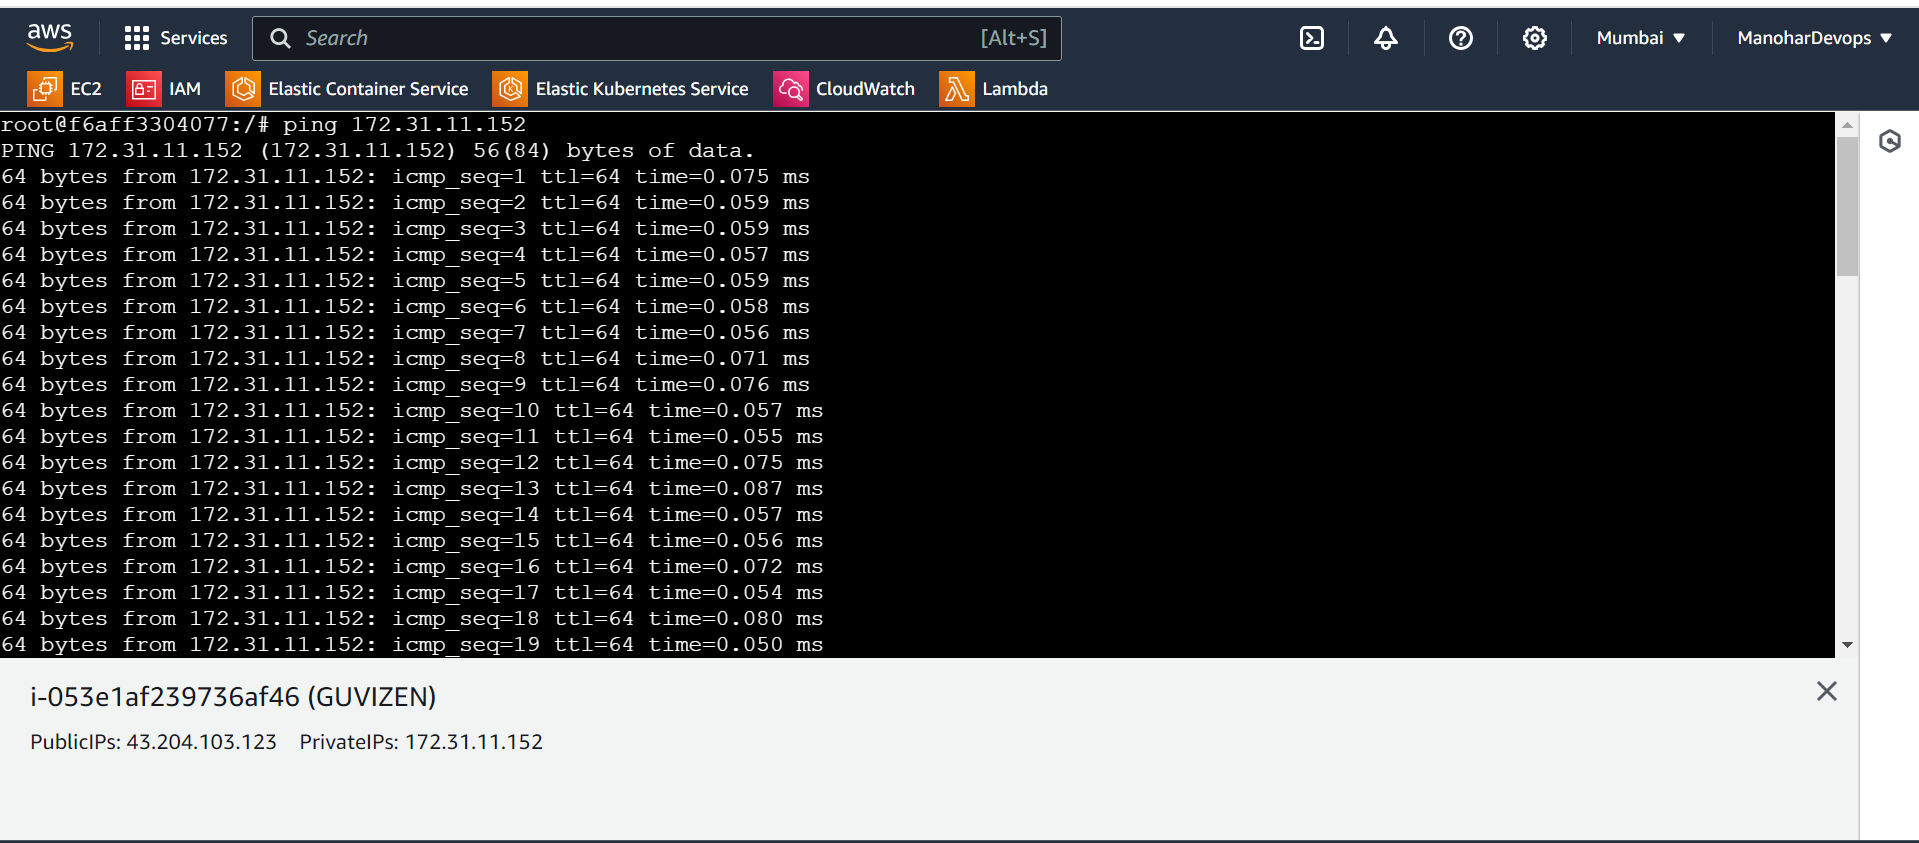 aws Services Search [Alt+S] Mumbai ▼ ManoharDevops ▼
EC2 IAM Elastic Container Service Elastic Kubernetes Service CloudWatch Lambda
root@f6aff3304077:/# ping 172.31.11.152
PING 172.31.11.152 (172.31.11.152) 56(84) bytes of data.
64 bytes from 172.31.11.152: icmp_seq=1 ttl=64 time=0.075 ms
64 bytes from 172.31.11.152: icmp_seq=2 ttl=64 time=0.059 ms
64 bytes from 172.31.11.152: icmp_seq=3 ttl=64 time=0.059 ms
64 bytes from 172.31.11.152: icmp_seq=4 ttl=64 time=0.057 ms
64 bytes from 172.31.11.152: icmp_seq=5 ttl=64 time=0.059 ms
64 bytes from 172.31.11.152: icmp_seq=6 ttl=64 time=0.058 ms
64 bytes from 172.31.11.152: icmp_seq=7 ttl=64 time=0.056 ms
64 bytes from 172.31.11.152: icmp_seq=8 ttl=64 time=0.071 ms
64 bytes from 172.31.11.152: icmp_seq=9 ttl=64 time=0.076 ms
64 bytes from 172.31.11.152: icmp_seq=10 ttl=64 time=0.057 ms
64 bytes from 172.31.11.152: icmp_seq=11 ttl=64 time=0.055 ms
64 bytes from 172.31.11.152: icmp_seq=12 ttl=64 time=0.075 ms
64 bytes from 172.31.11.152: icmp_seq=13 ttl=64 time=0.087 ms
64 bytes from 172.31.11.152: icmp_seq=14 ttl=64 time=0.057 ms
64 bytes from 172.31.11.152: icmp_seq=15 ttl=64 time=0.056 ms
64 bytes from 172.31.11.152: icmp_seq=16 ttl=64 time=0.072 ms
64 bytes from 172.31.11.152: icmp_seq=17 ttl=64 time=0.054 ms
64 bytes from 172.31.11.152: icmp_seq=18 ttl=64 time=0.080 ms
64 bytes from 172.31.11.152: icmp_seq=19 ttl=64 time=0.050 ms
i-053e1af239736af46 (GUVIZEN)
PublicIPs: 43.204.103.123 PrivateIPs: 172.31.11.152